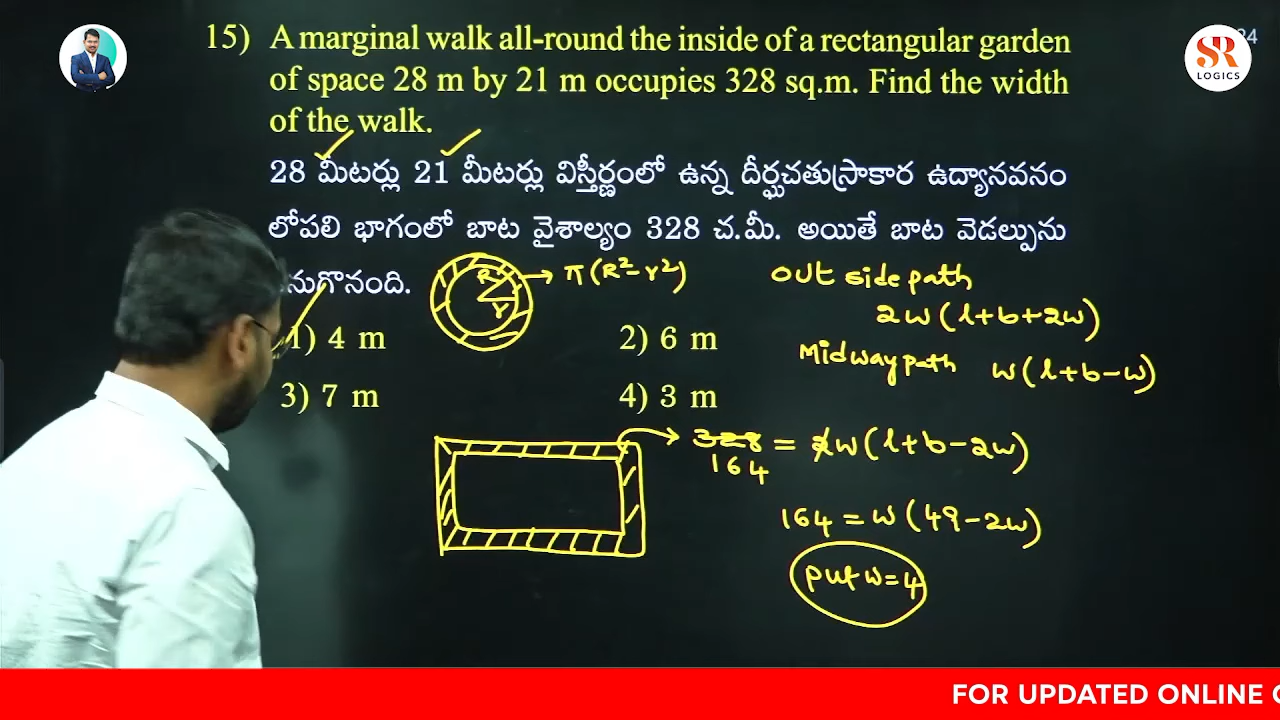 15) A marginal walk all-round the inside of a rectangular garden
of space 28 m by 21 m occupies 328 sq.m. Find the width
of the walk.
28 మీటర్లు 21 మీటర్లు విస్తీర్ణంలో ఉన్న దీర్ఘచతురస్రాకార ఉద్యానవనం
లోపలి భాగంలో బాట వైశాల్యం 328 చ.మీ. అయితే బాట వెడల్పును
నుగొనంది.
1) 4 m
2) 6 m
3) 7 m
4) 3 m
R
r
π(R²-r²)
out side path
2w(l+b+2w)
Midway path w(l+b-w)
328 = 2w(l+b-2w)
164
164 = w(49-2w)
put w=4
SR
LOGICS
24
FOR UPDATED ONLINE